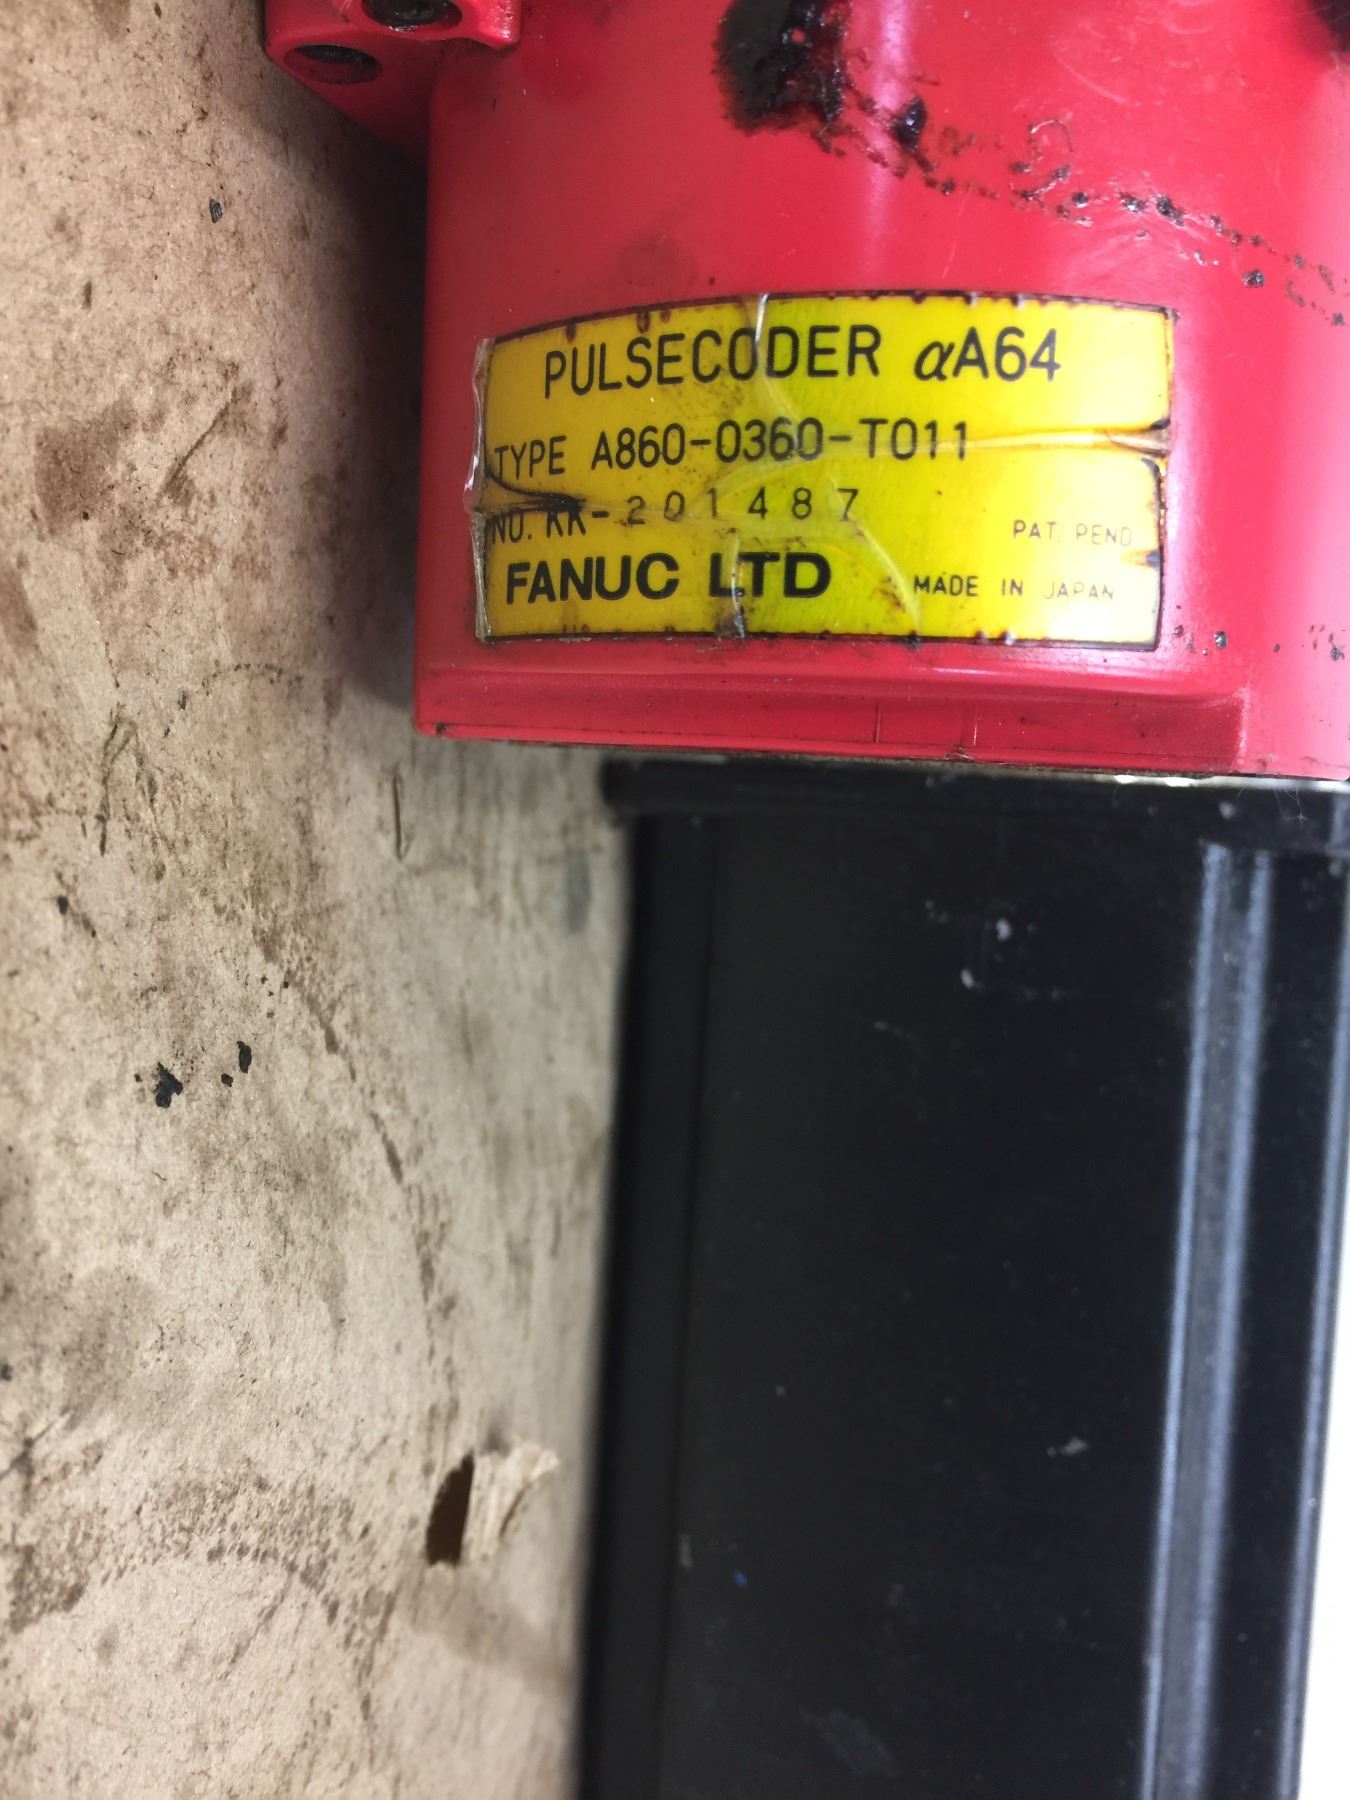 PULSECODER αA64
TYPE A860-0360-T011
NO. KK-201487
PAT. PEND
FANUC LTD MADE IN JAPAN